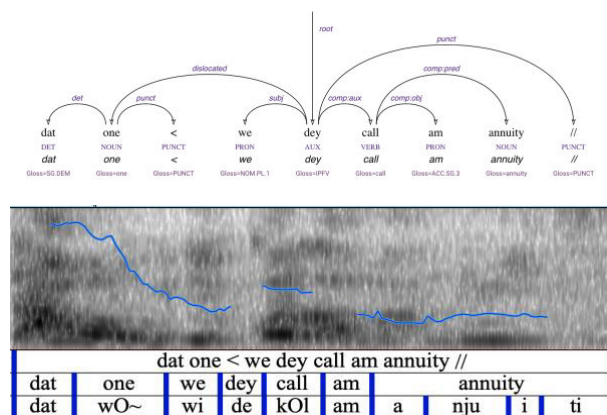 root
punct
dislocated comp:pred
det punct subj comp:aux comp:obj
dat one < we dey call am annuity //
DET NOUN PUNCT PRON AUX VERB PRON NOUN PUNCT
dat one < we dey call am annuity //
Gloss=SG.DEM Gloss=one Gloss=PUNCT Gloss=NOM.PL.1 Gloss=IPFV Gloss=call Gloss=ACC.SG.3 Gloss=annuity Gloss=PUNCT
dat one < we dey call am annuity //
dat one we dey call am annuity
dat wO~ wi de kOl am a nju i ti